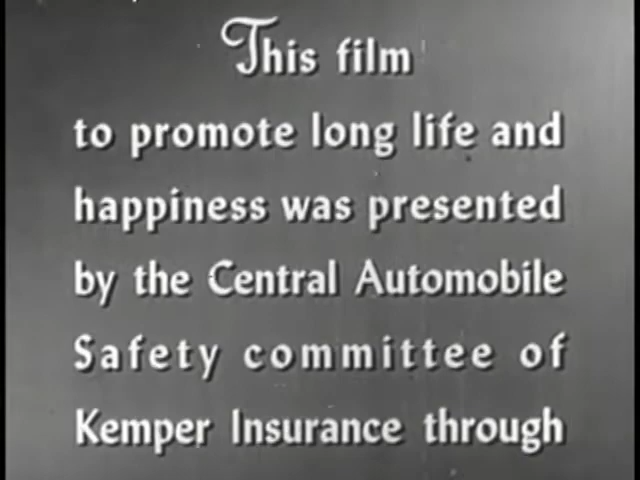 This film
to promote long life and
happiness was presented
by the Central Automobile
Safety committee of
Kemper Insurance through